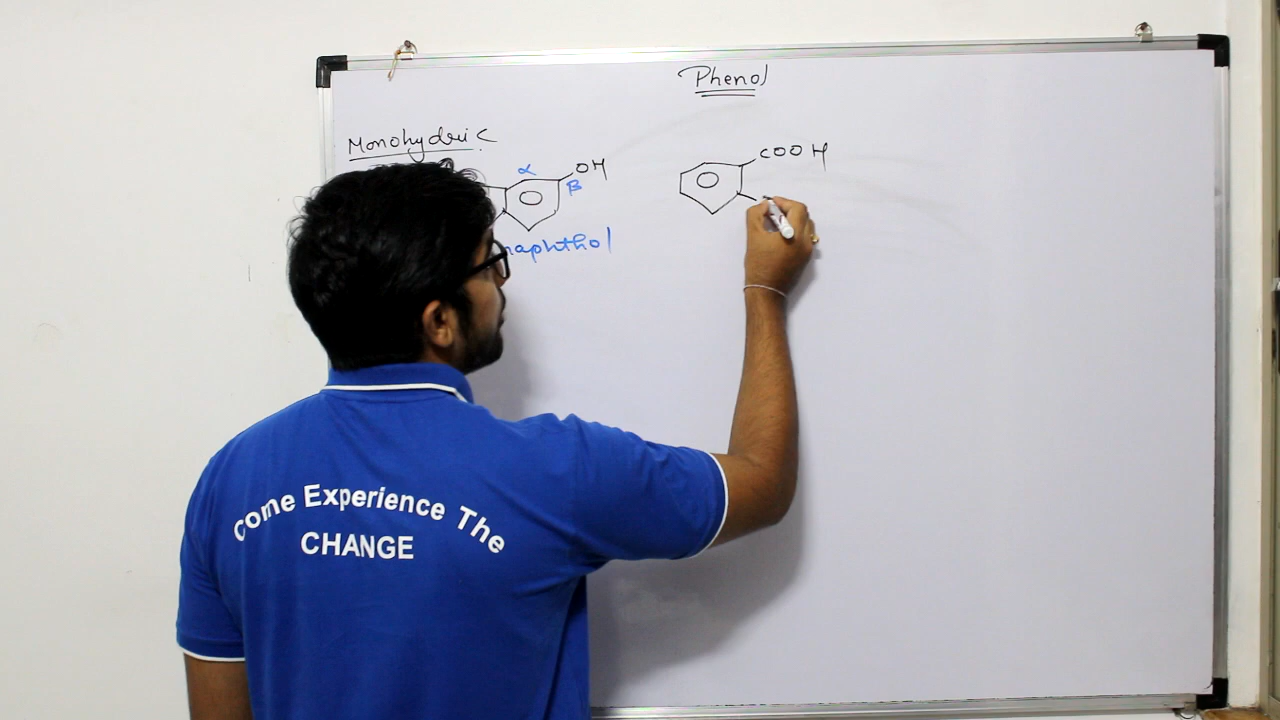 Phenol
Monohydric
α
OH
β
naphthol
COOH
Come Experience The
CHANGE